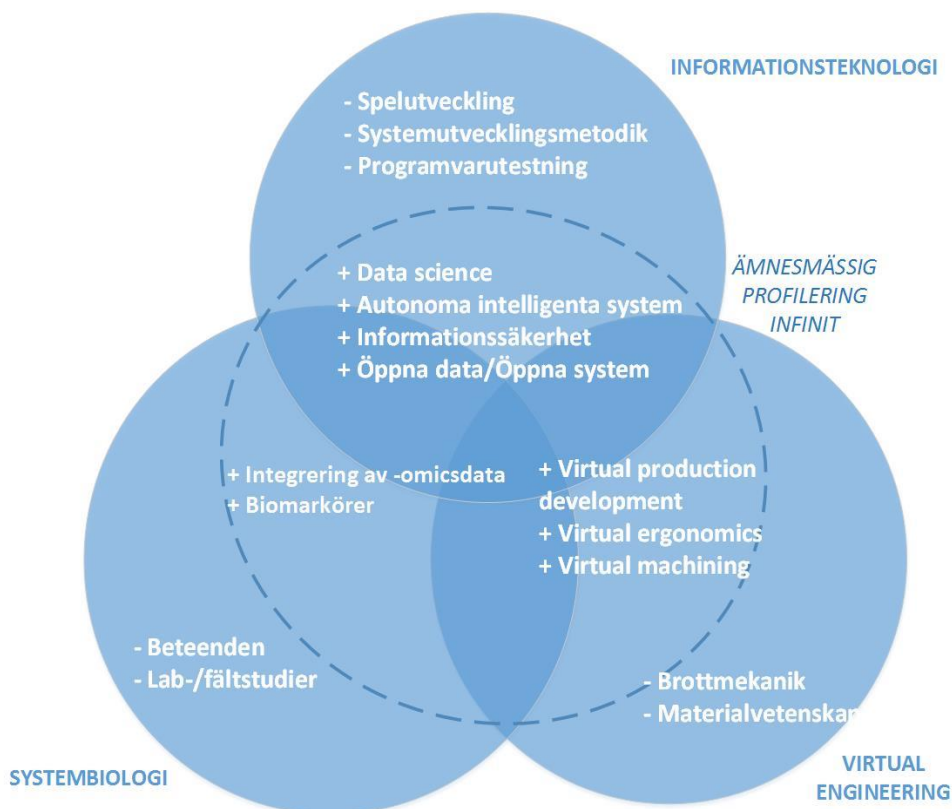 INFORMATIONSTEKNOLOGI
- Spelutveckling
- Systemutvecklingsmetodik
- Programvarutestning
ÄMNESMÄSSIG
PROFILERING
INFINIT
+ Data science
+ Autonoma intelligenta system
+ Informationssäkerhet
+ Öppna data/Öppna system
+ Integrering av -omicsdata
+ Biomarkörer
+ Virtual production
development
+ Virtual ergonomics
+ Virtual machining
- Beteenden
- Lab-/fältstudier
- Brottmekanik
- Materialvetenskap
SYSTEMBIOLOGI
VIRTUAL
ENGINEERING